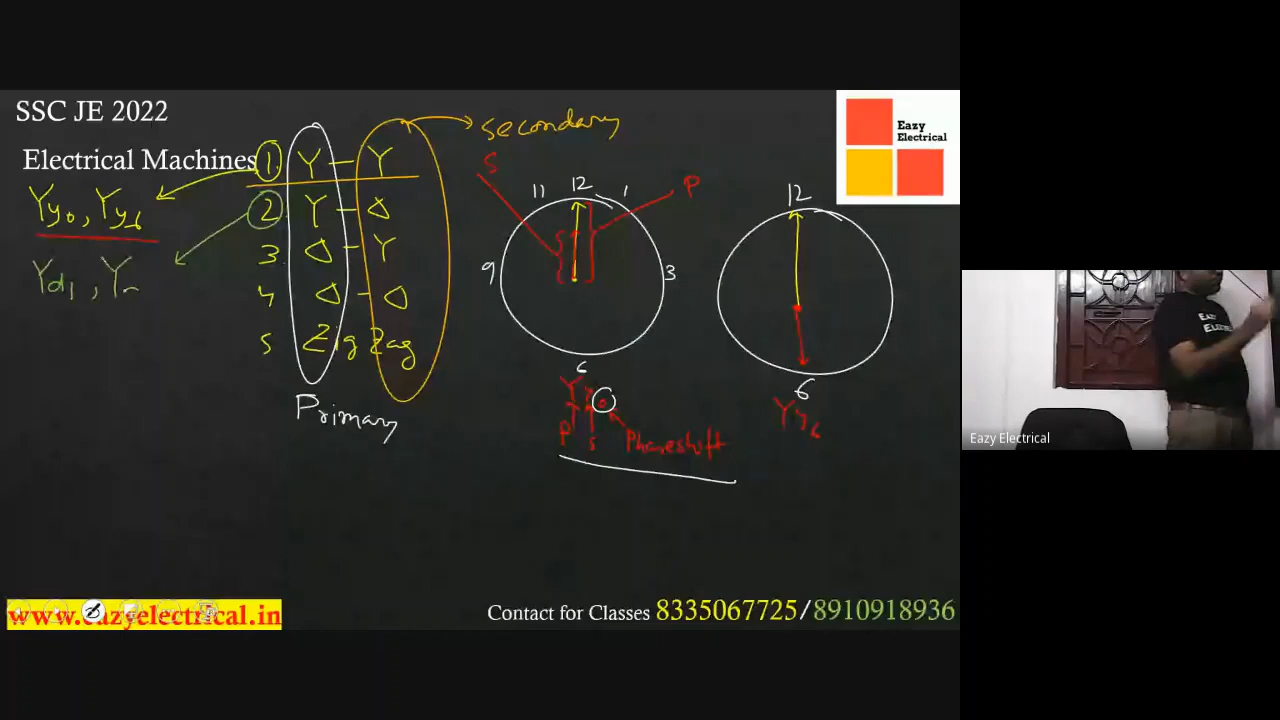 SSC JE 2022
Electrical Machines
Yy0, Yy6
Yd1, Y
1. Y - Y
2 Y - Δ
3. Δ - Y
4 Δ - Δ
5 Zig Zag
Primary
Secondary
S
P
11 12 1
9 3
6
Yy0
P S
Phaseshift
12
6
Yy6
Eazy
Electrical
EAZY
ELECTR
Eazy Electrical
www.eazyelectrical.in
Contact for Classes 8335067725/8910918936